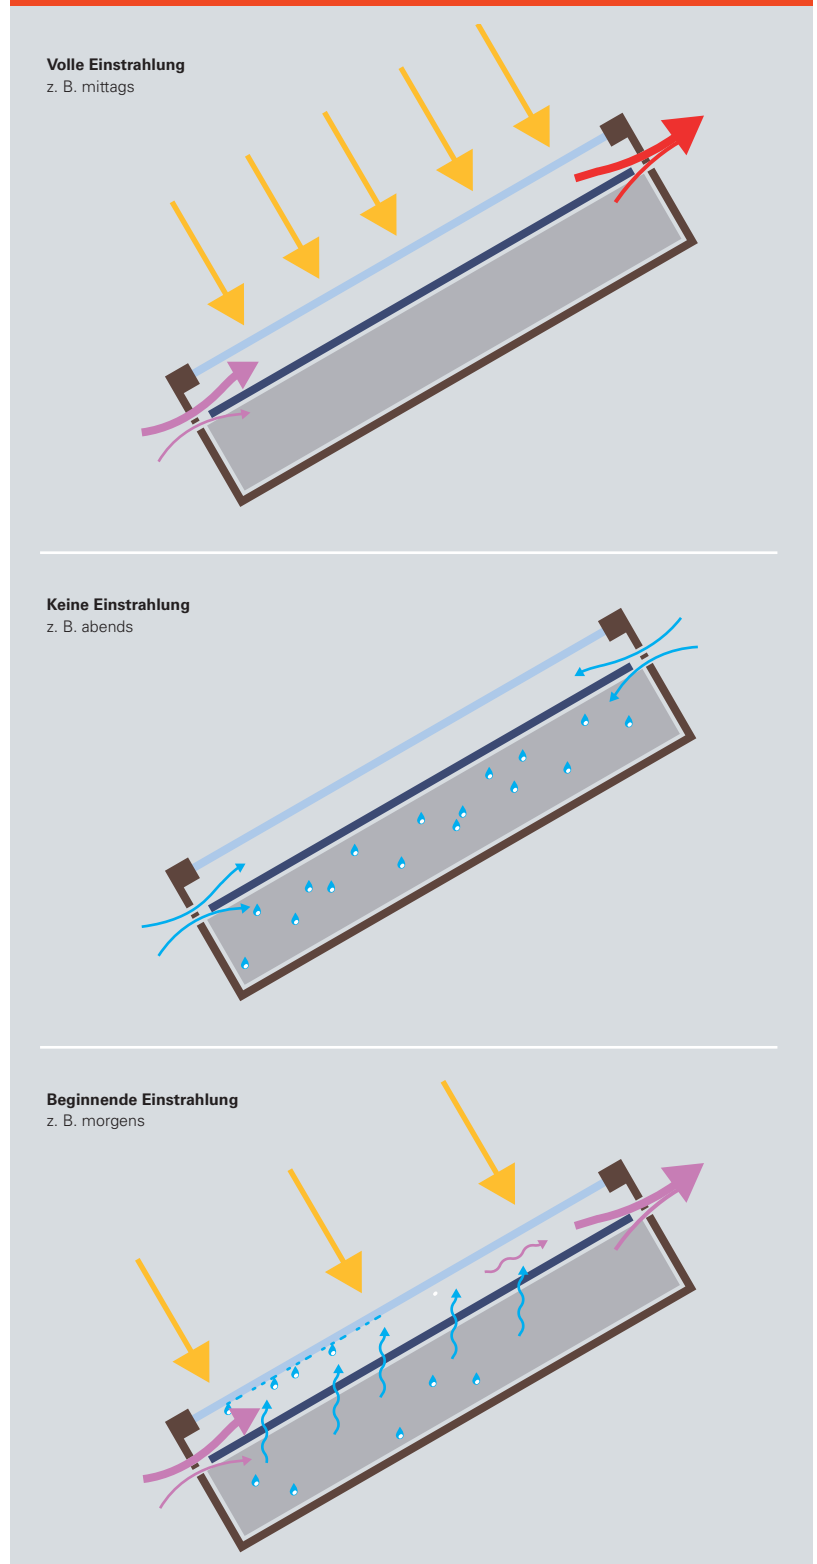 Volle Einstrahlung
z. B. mittags
Keine Einstrahlung
z. B. abends
Beginnende Einstrahlung
z. B. morgens